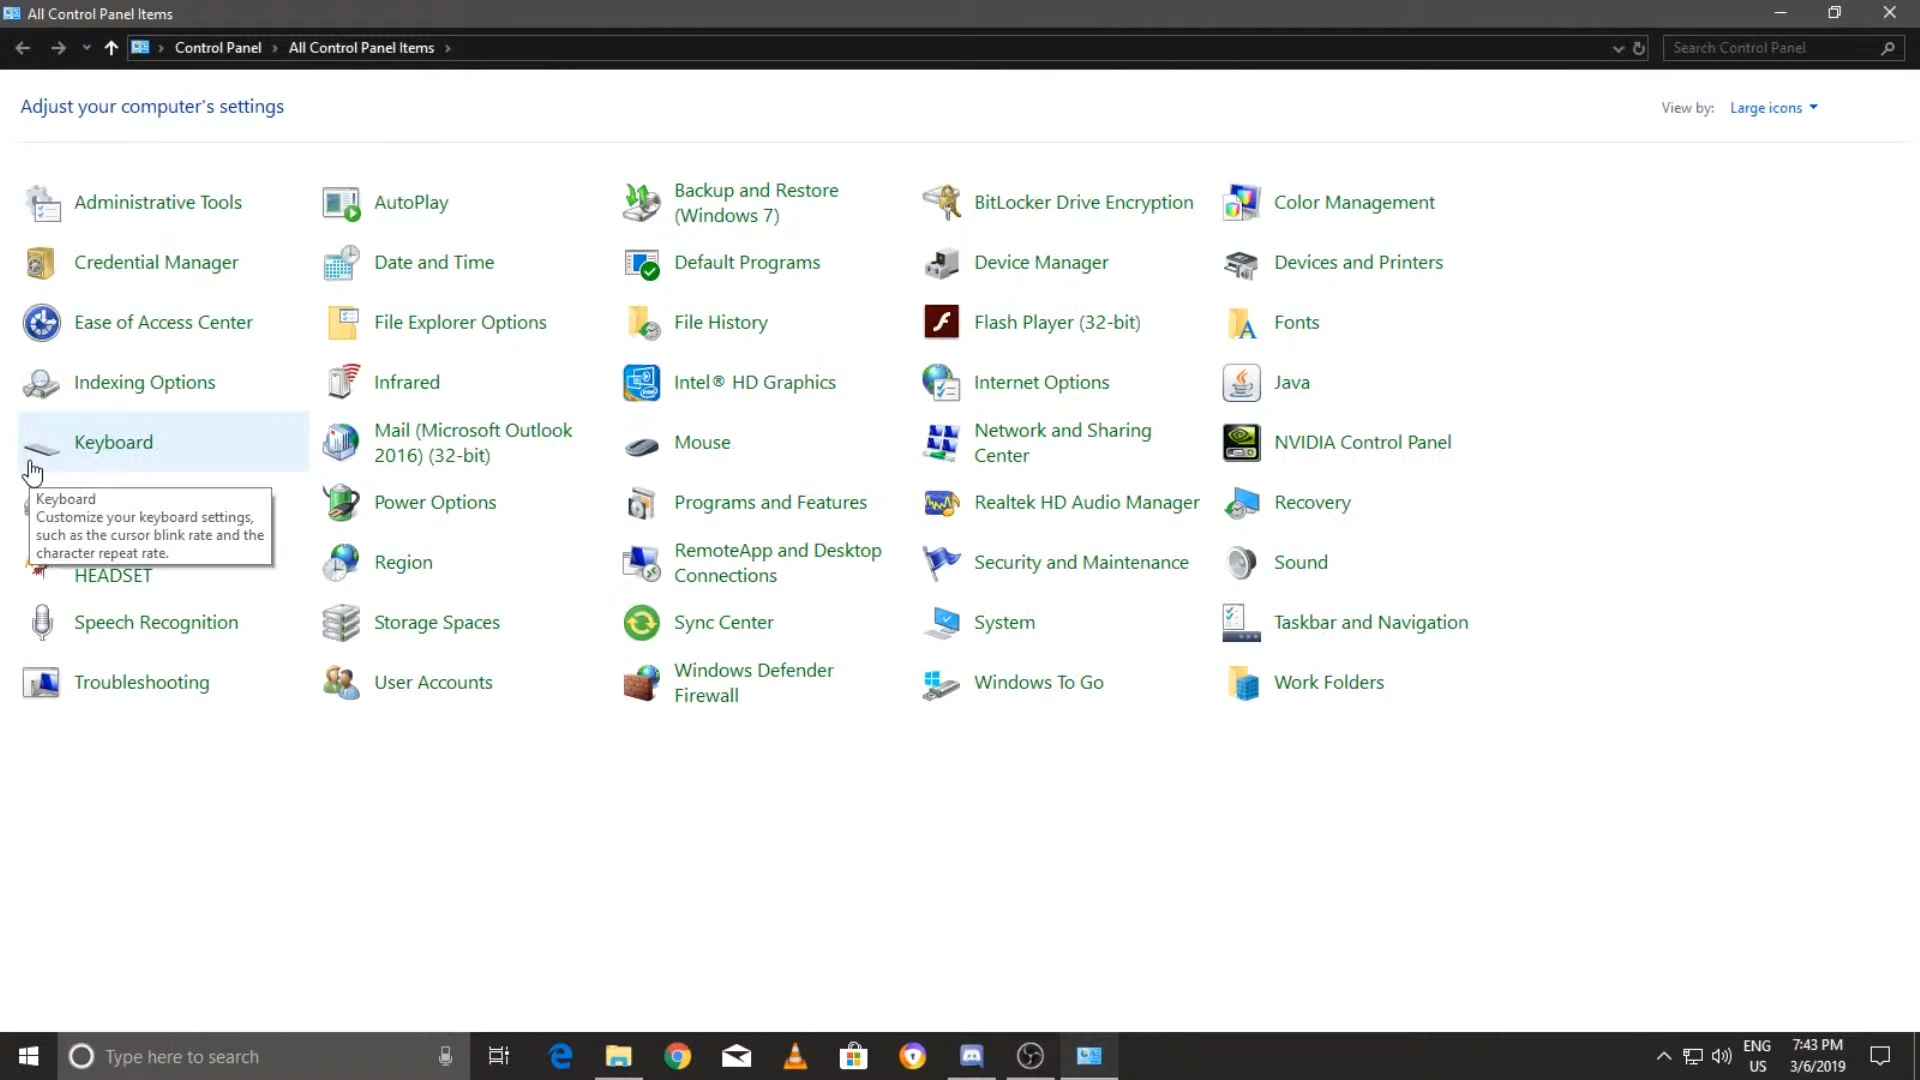 All Control Panel Items
Control Panel
All Control Panel Items
Search Control Panel
Adjust your computer's settings
View by:
Large icons
Administrative Tools
AutoPlay
Backup and Restore
(Windows 7)
BitLocker Drive Encryption
Color Management
Credential Manager
Date and Time
Default Programs
Device Manager
Devices and Printers
Ease of Access Center
File Explorer Options
File History
Flash Player (32-bit)
Fonts
Indexing Options
Infrared
Intel® HD Graphics
Internet Options
Java
Keyboard
Mail (Microsoft Outlook
2016) (32-bit)
Mouse
Network and Sharing
Center
NVIDIA Control Panel
Keyboard
Customize your keyboard settings,
such as the cursor blink rate and the
character repeat rate.
Power Options
Programs and Features
Realtek HD Audio Manager
Recovery
HEADSET
Region
RemoteApp and Desktop
Connections
Security and Maintenance
Sound
Speech Recognition
Storage Spaces
Sync Center
System
Taskbar and Navigation
Troubleshooting
User Accounts
Windows Defender
Firewall
Windows To Go
Work Folders
Type here to search
ENG
US
7:43 PM
3/6/2019